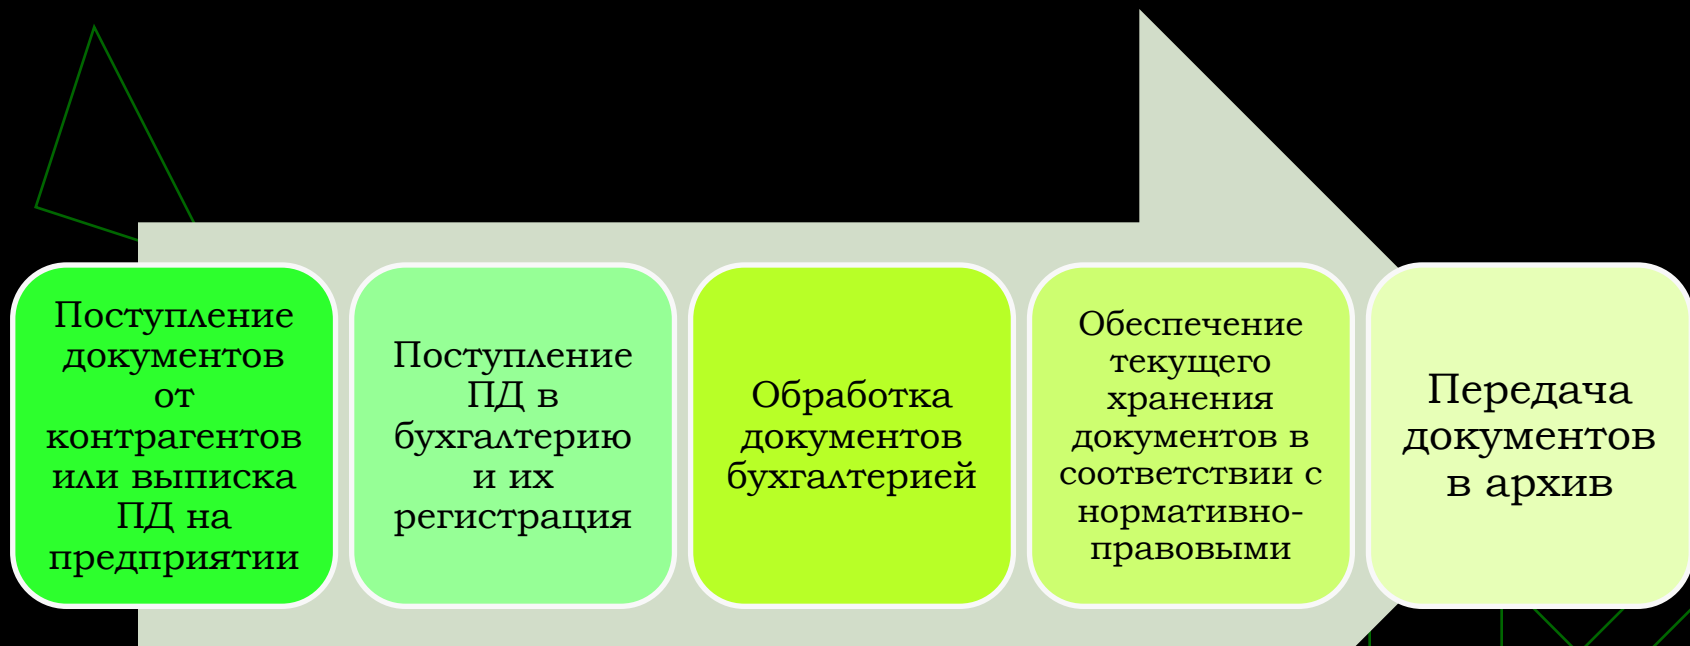 Поступление
документов
от
контрагентов
или выписка
ПД на
предприятии
Поступление
ПД в
бухгалтерию
и их
регистрация
Обработка
документов
бухгалтерией
Обеспечение
текущего
хранения
документов в
соответствии с
нормативно-
правовыми
Передача
документов
в архив